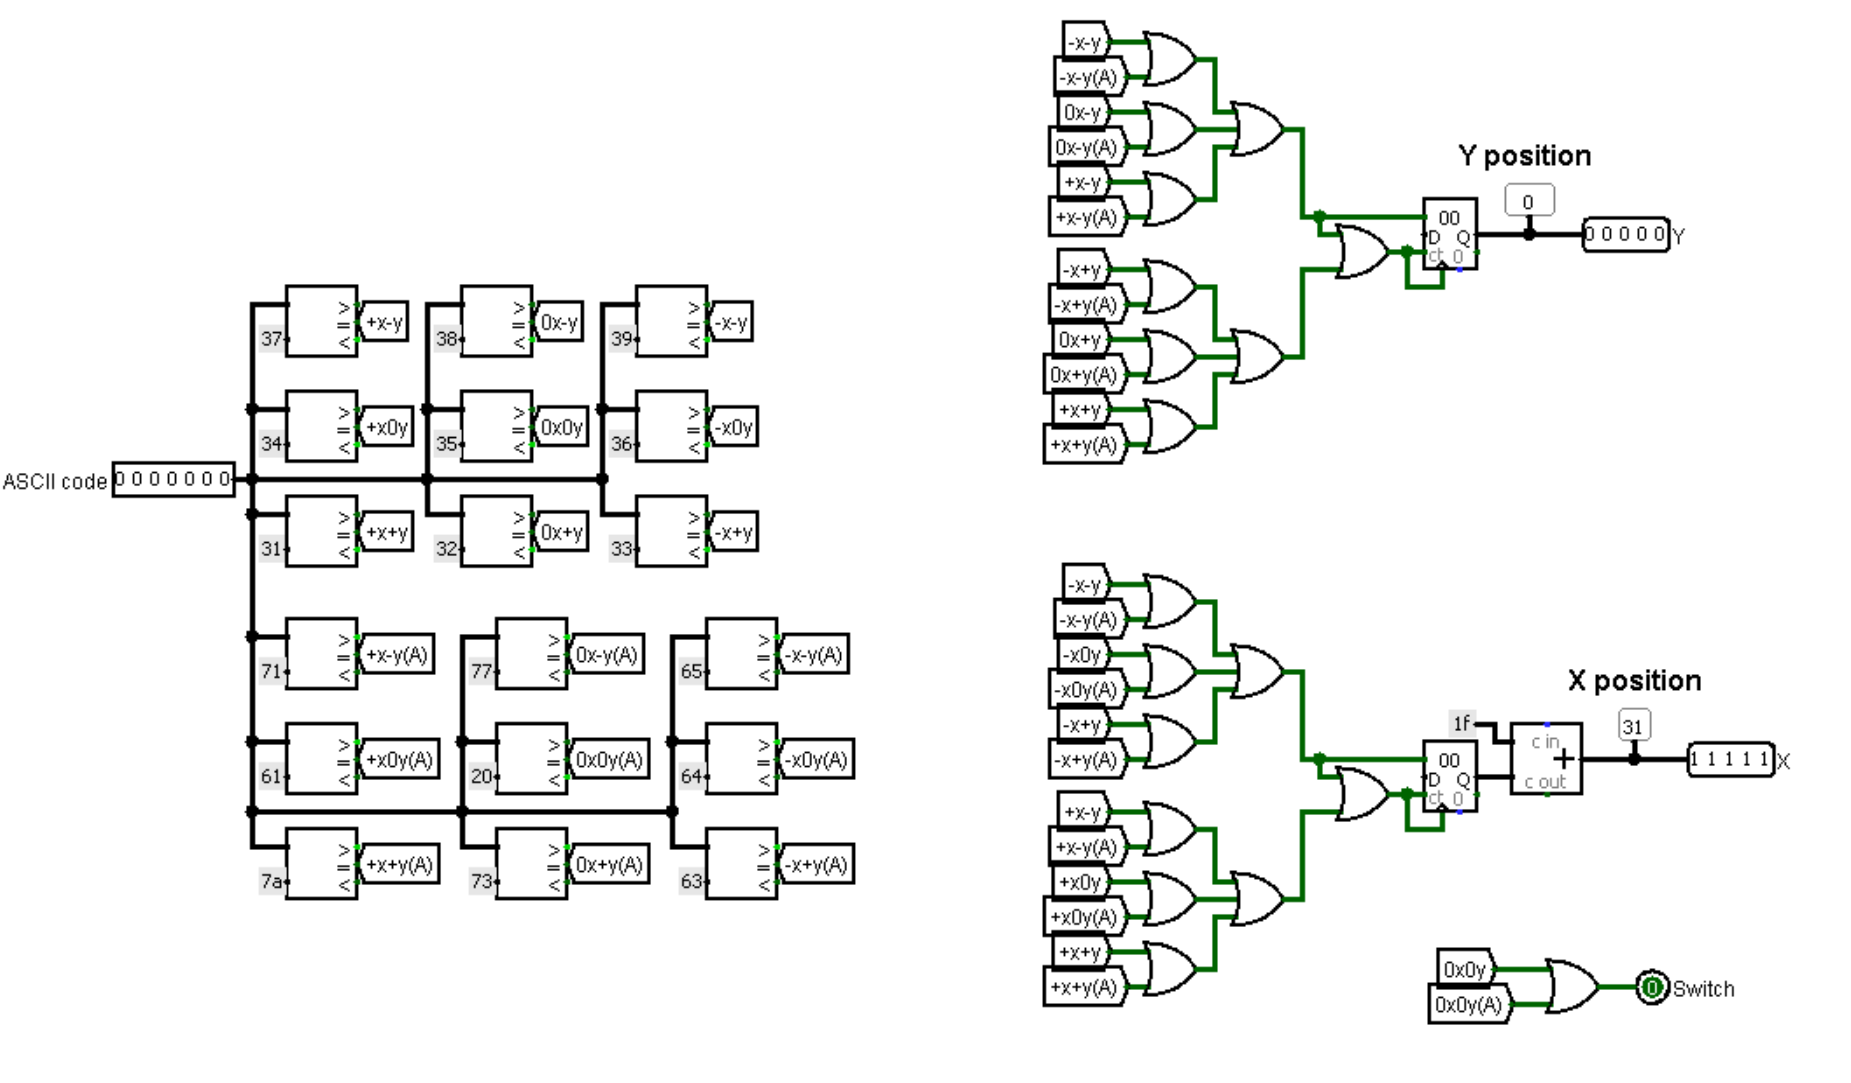 ASCII code 0 0 0 0 0 0 0
37 > = < +x-y
38 > = < 0x-y
39 > = < -x-y
34 > = < +x0y
35 > = < 0x0y
36 > = < -x0y
31 > = < +x+y
32 > = < 0x+y
33 > = < -x+y
71 > = < +x-y(A)
77 > = < 0x-y(A)
65 > = < -x-y(A)
61 > = < +x0y(A)
20 > = < 0x0y(A)
64 > = < -x0y(A)
7a > = < +x+y(A)
73 > = < 0x+y(A)
63 > = < -x+y(A)
-x-y
-x-y(A)
0x-y
0x-y(A)
+x-y
+x-y(A)
-x+y
-x+y(A)
0x+y
0x+y(A)
+x+y
+x+y(A)
Y position
0
00
D Q
ct 0
0 0 0 0 0 Y
-x-y
-x-y(A)
-x0y
-x0y(A)
-x+y
-x+y(A)
+x-y
+x-y(A)
+x0y
+x0y(A)
+x+y
+x+y(A)
X position
31
1f
00
D Q
ct 0
c in
+
c out
1 1 1 1 1 X
0x0y
0x0y(A)
0 Switch